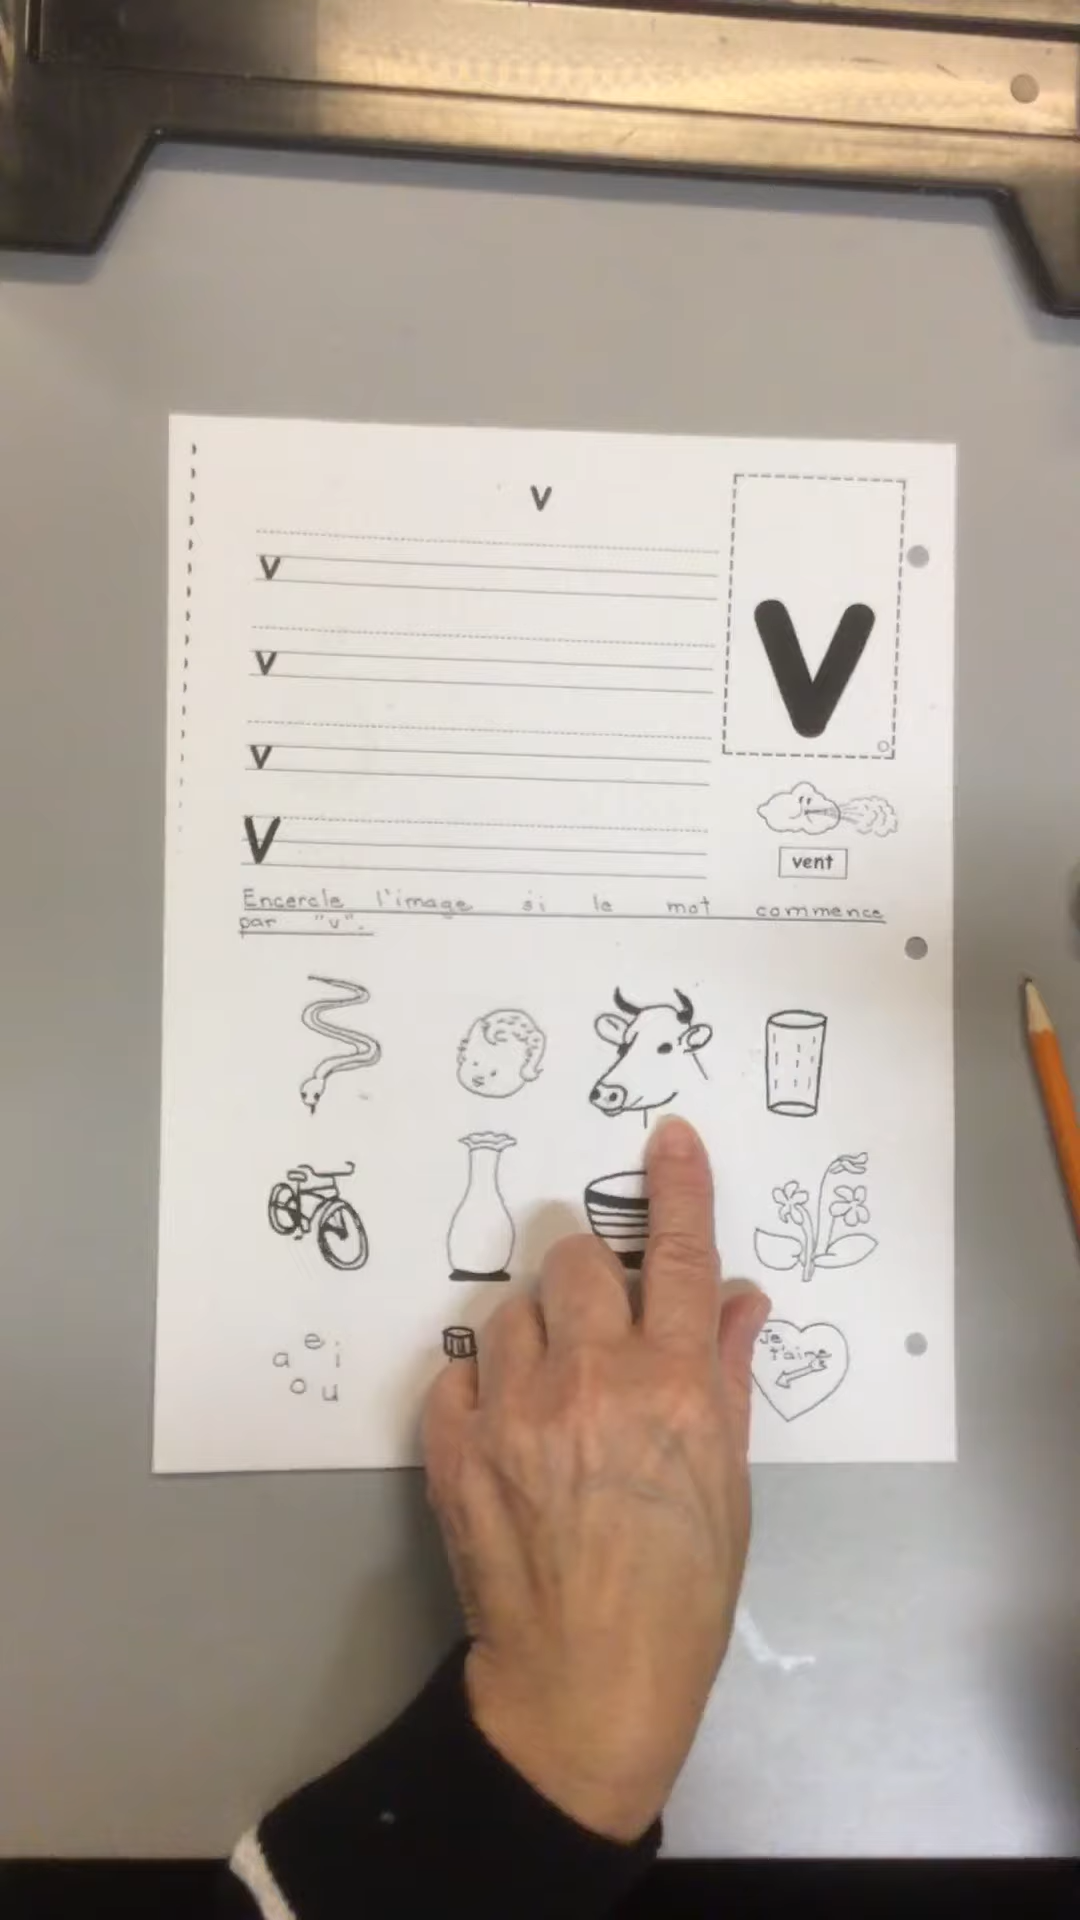 v
v
v
v
v
V
vent
Encercle l'image si le mot commence
par "v".
a e i
o u
Je
t'aime